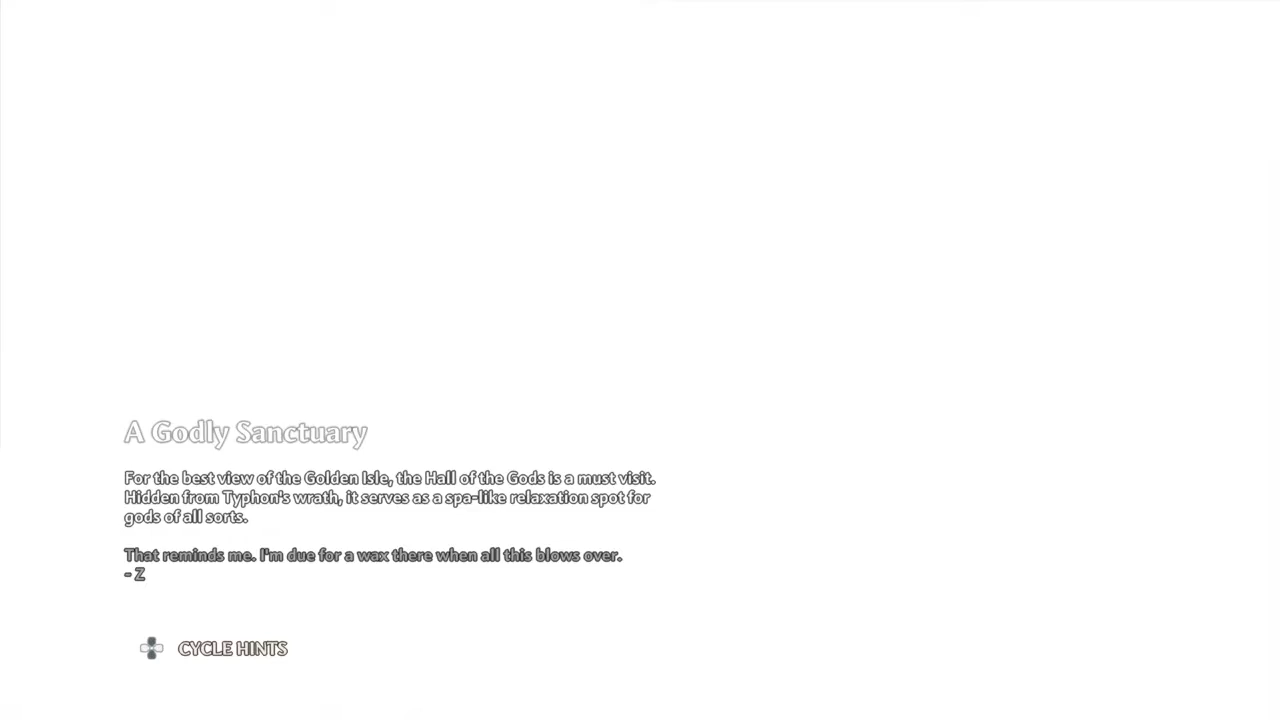 A Godly Sanctuary
For the best view of the Golden Isle, the Hall of the Gods is a must visit.
Hidden from Typhon's wrath, it serves as a spa-like relaxation spot for
gods of all sorts.
That reminds me. I'm due for a wax there when all this blows over.
- Z
CYCLE HINTS